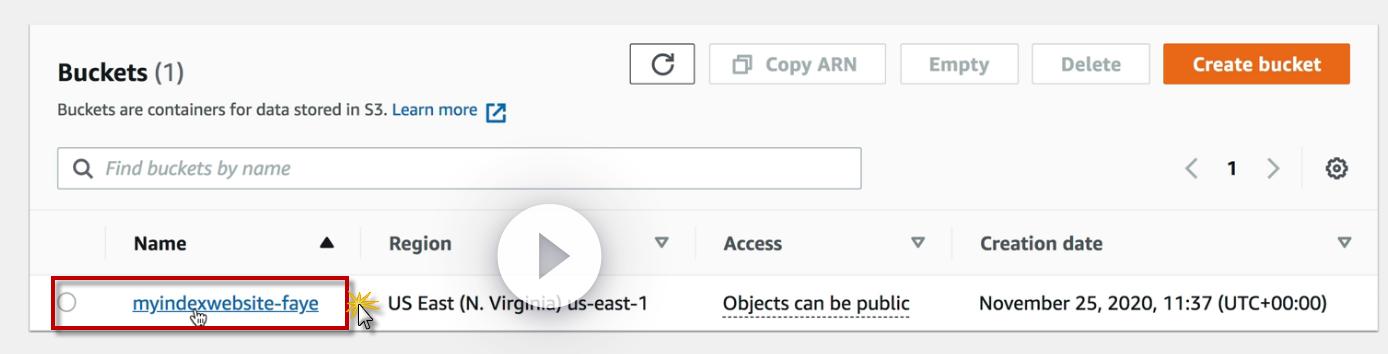 Buckets (1)
Copy ARN
Empty
Delete
Create bucket
Buckets are containers for data stored in S3. Learn more
Find buckets by name
1
Name
Region
Access
Creation date
myindexwebsite-faye
US East (N. Virginia) us-east-1
Objects can be public
November 25, 2020, 11:37 (UTC+00:00)